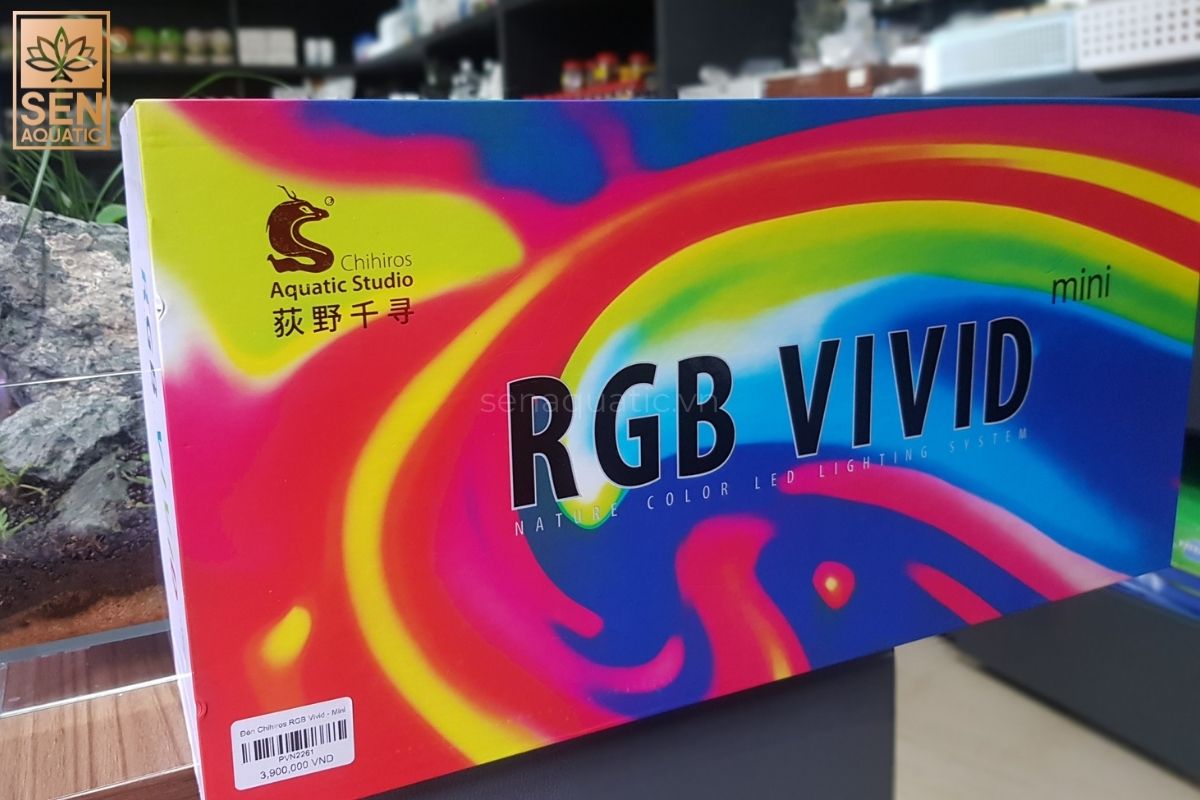 SEN
AQUATIC
Chihiros
Aquatic Studio
荻野千寻
mini
RGB VIVID
NATURE COLOR LED LIGHTING SYSTEM
senaquatic.vn
Đèn Chihiros RGB Vivid - Mini
PVN2261
3,900,000 VND